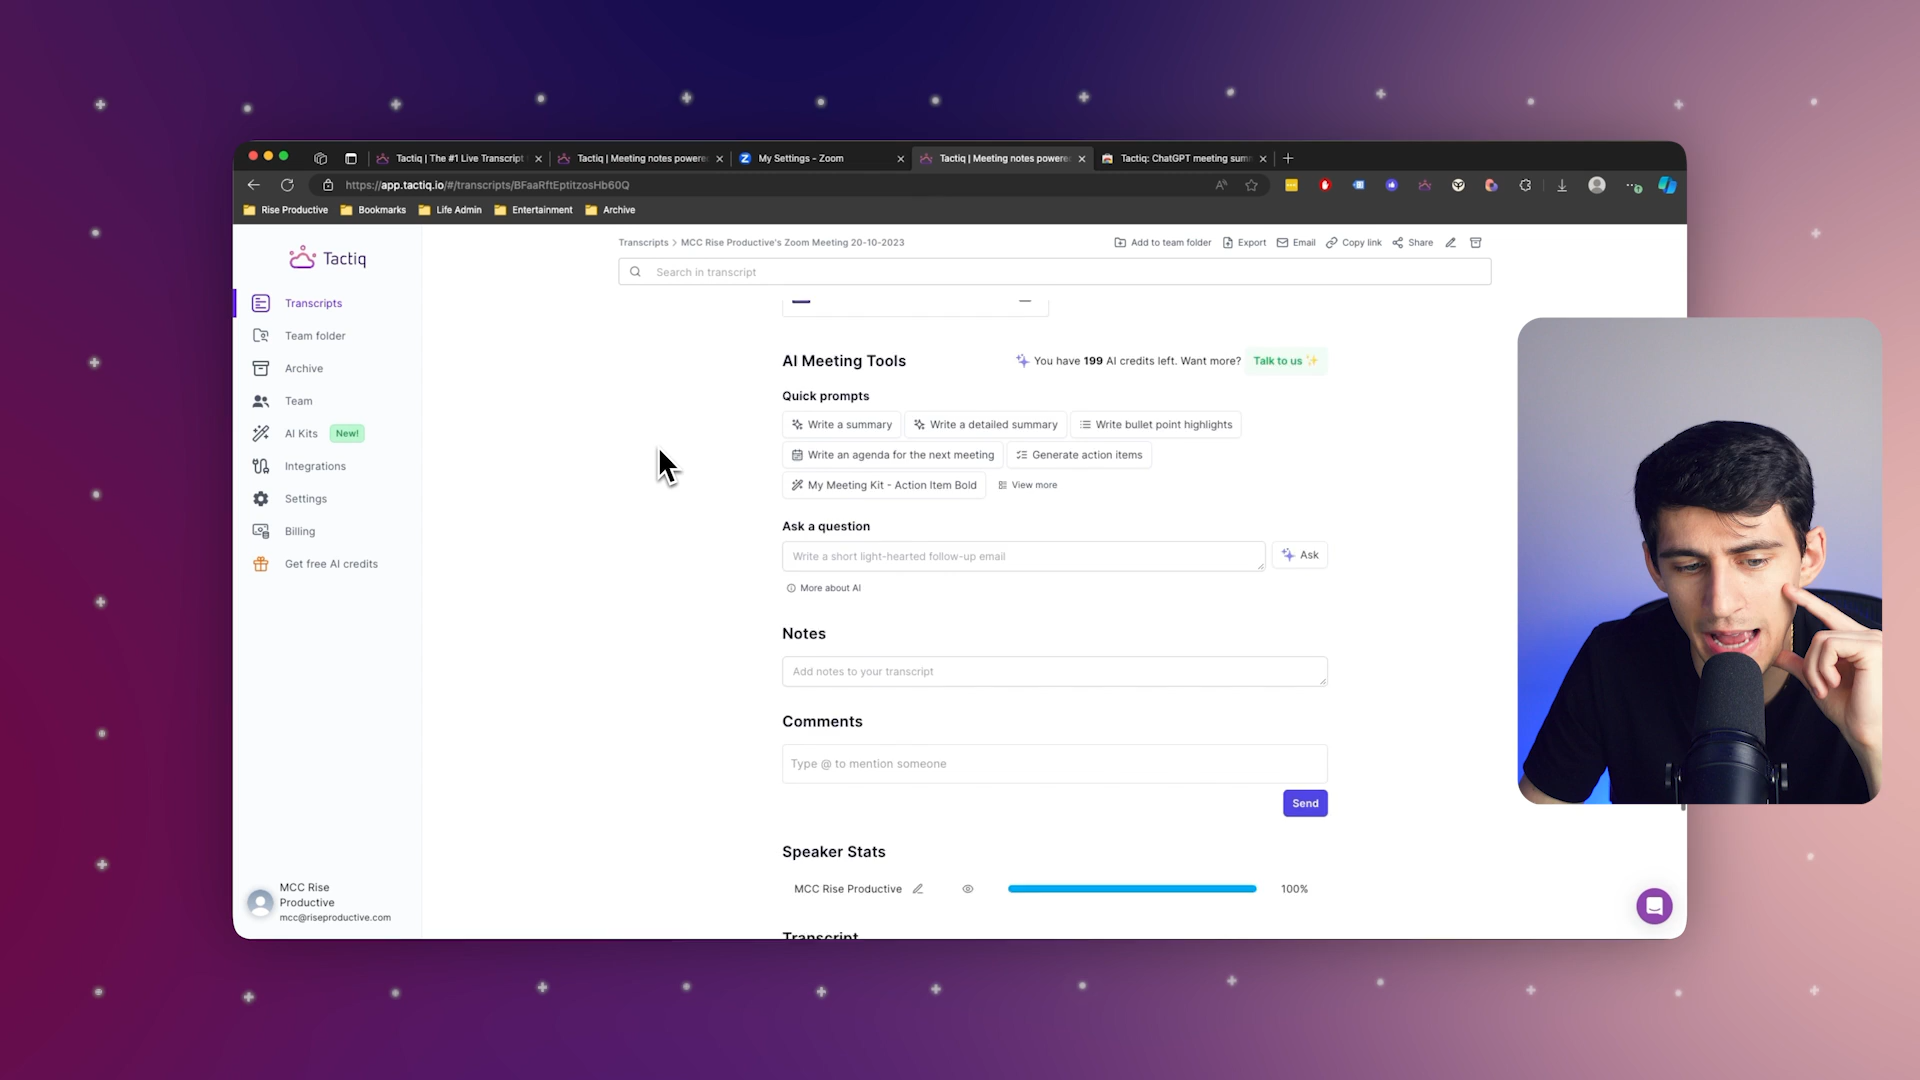 Tactiq | The #1 Live Transcript
Tactiq | Meeting notes powere
My Settings - Zoom
Tactiq | Meeting notes powere
Tactiq: ChatGPT meeting sum
https://app.tactiq.io/#/transcripts/BFaaRftEptitzosHb60Q
Rise Productive
Bookmarks
Life Admin
Entertainment
Archive
Tactiq
Transcripts
Team folder
Archive
Team
AI Kits New!
Integrations
Settings
Billing
Get free AI credits
MCC Rise
Productive
mcc@riseproductive.com
Transcripts > MCC Rise Productive's Zoom Meeting 20-10-2023
Add to team folder
Export
Email
Copy link
Share
Search in transcript
AI Meeting Tools
You have 199 AI credits left. Want more? Talk to us
Quick prompts
Write a summary
Write a detailed summary
Write bullet point highlights
Write an agenda for the next meeting
Generate action items
My Meeting Kit - Action Item Bold
View more
Ask a question
Write a short light-hearted follow-up email
Ask
More about AI
Notes
Add notes to your transcript
Comments
Type @ to mention someone
Send
Speaker Stats
MCC Rise Productive
100%
Transcript